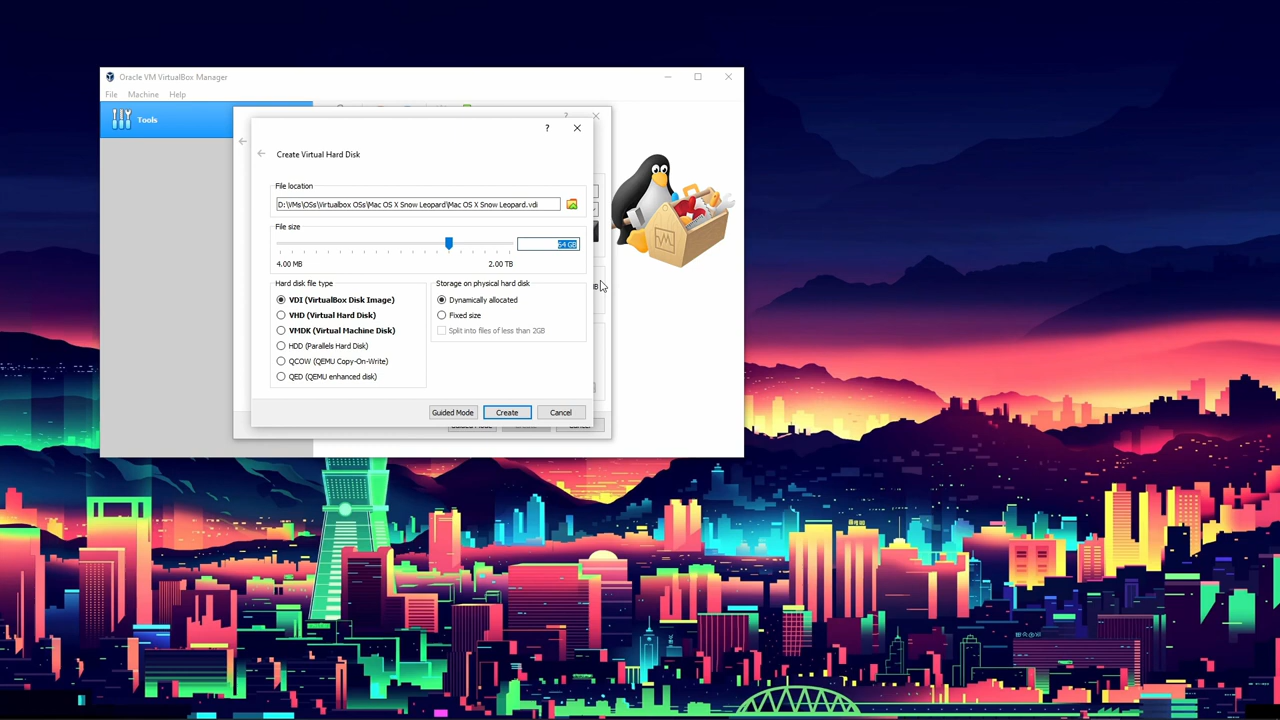 Oracle VM VirtualBox Manager
File Machine Help
Tools
?
?
Create Virtual Hard Disk
File location
D:\VMs\OSs\Virtualbox OSs\Mac OS X Snow Leopard\Mac OS X Snow Leopard.vdi
File size
64 GB
4.00 MB 2.00 TB
Hard disk file type Storage on physical hard disk
VDI (VirtualBox Disk Image) Dynamically allocated
VHD (Virtual Hard Disk) Fixed size
VMDK (Virtual Machine Disk) Split into files of less than 2GB
HDD (Parallels Hard Disk)
QCOW (QEMU Copy-On-Write)
QED (QEMU enhanced disk)
Guided Mode Create Cancel